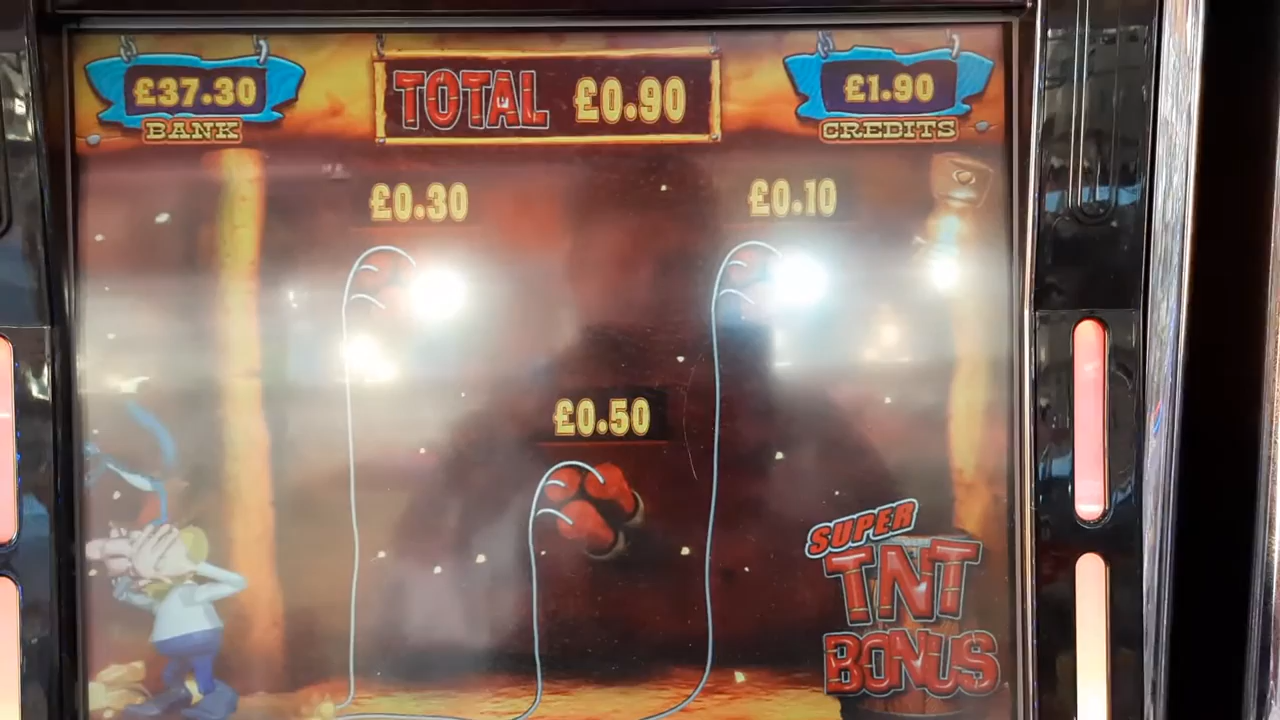 £37.30
BANK
TOTAL £0.90
£1.90
CREDITS
£0.30
£0.10
£0.50
SUPER
TNT
BONUS